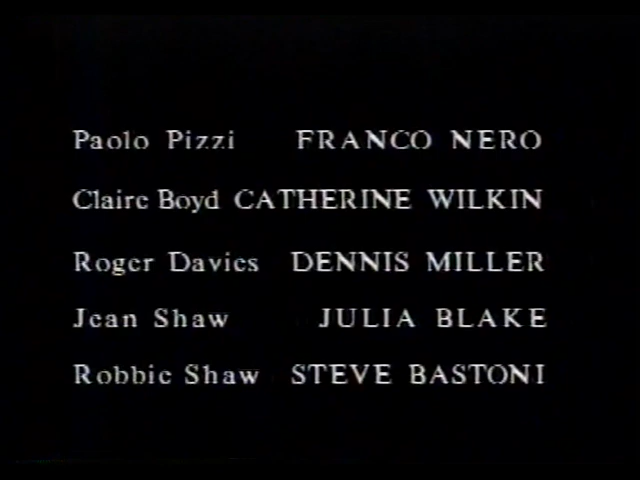 Paolo Pizzi FRANCO NERO
Claire Boyd CATHERINE WILKIN
Roger Davies DENNIS MILLER
Jean Shaw JULIA BLAKE
Robbie Shaw STEVE BASTONI